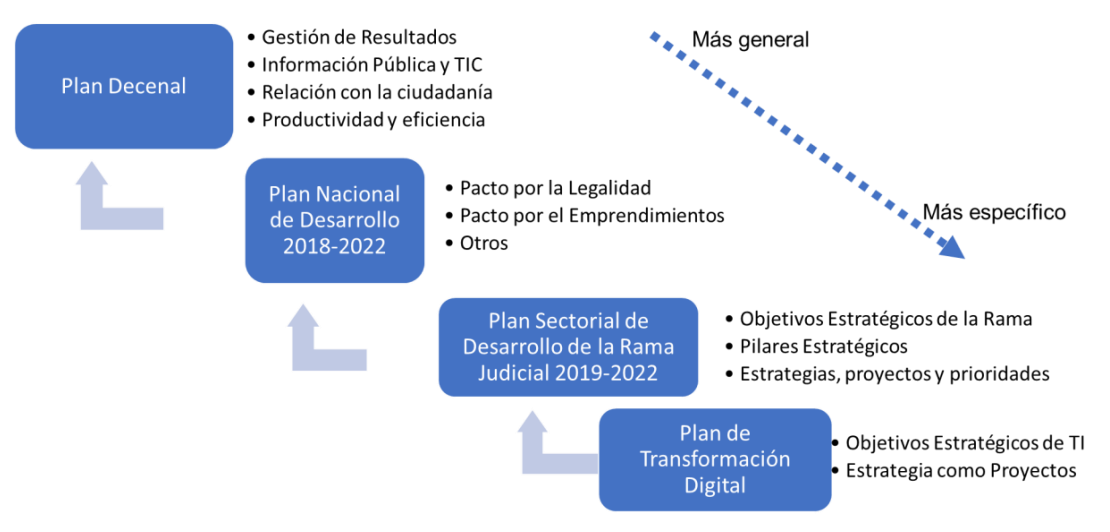 Plan Decenal
• Gestión de Resultados
• Información Pública y TIC
• Relación con la ciudadanía
• Productividad y eficiencia
Más general
Más específico
Plan Nacional
de Desarrollo
2018-2022
• Pacto por la Legalidad
• Pacto por el Emprendimientos
• Otros
Plan Sectorial de
Desarrollo de la Rama
Judicial 2019-2022
• Objetivos Estratégicos de la Rama
• Pilares Estratégicos
• Estrategias, proyectos y prioridades
Plan de
Transformación
Digital
• Objetivos Estratégicos de TI
• Estrategia como Proyectos